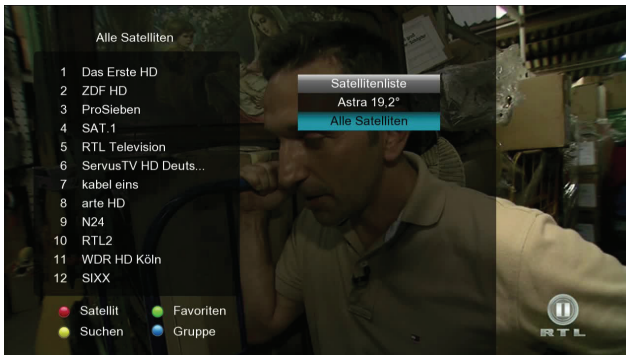 Alle Satelliten
1 Das Erste HD
2 ZDF HD
3 ProSieben
4 SAT.1
5 RTL Television
6 ServusTV HD Deuts...
7 kabel eins
8 arte HD
9 N24
10 RTL2
11 WDR HD Köln
12 SIXX
Satellit Favoriten
Suchen Gruppe
Satellitenliste
Astra 19,2°
Alle Satelliten
II
RTL